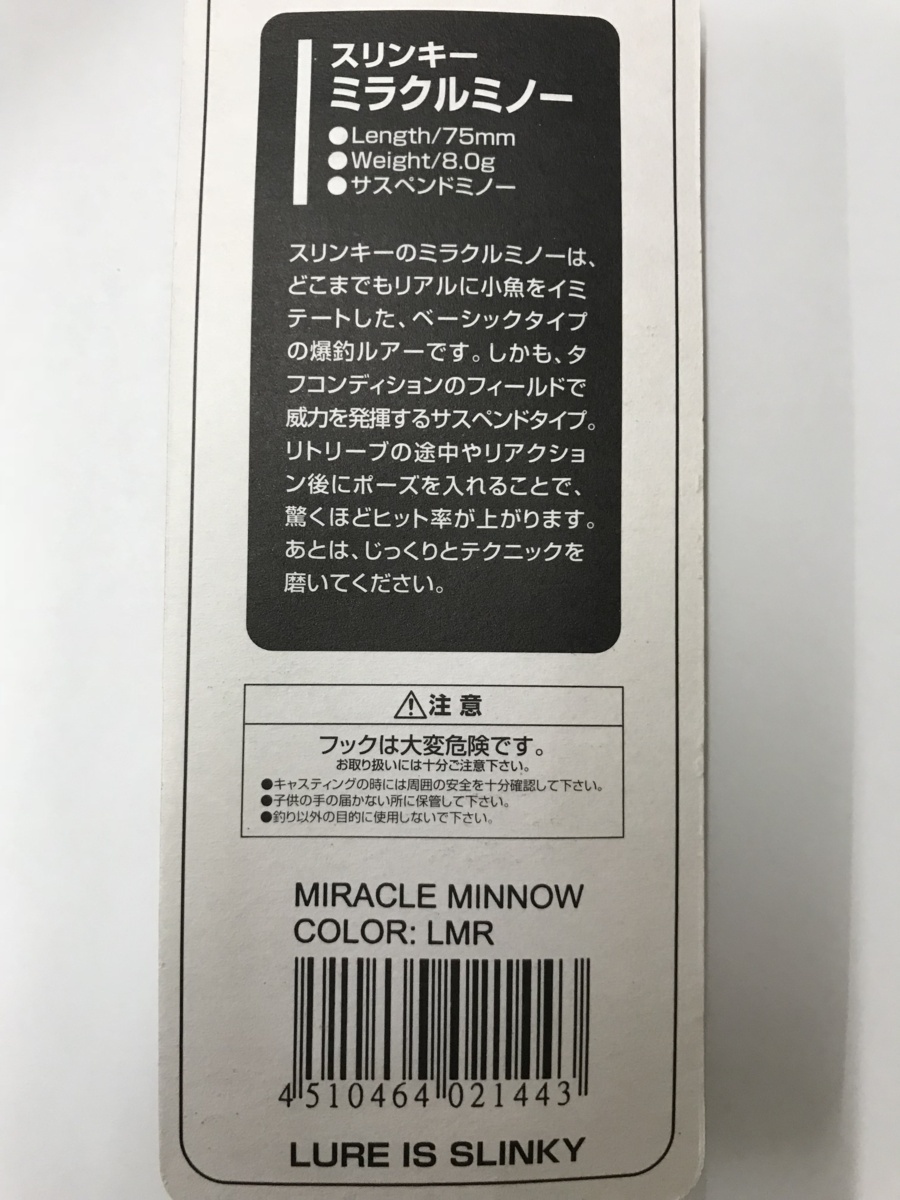 スリンキー
ミラクルミノー
●Length/75mm
●Weight/8.0g
●サスペンドミノー
スリンキーのミラクルミノーは、
どこまでもリアルに小魚をイミ
テートした、ベーシックタイプ
の爆釣ルアーです。しかも、タ
フコンディションのフィールドで
威力を発揮するサスペンドタイプ。
リトリーブの途中やリアクショ
ン後にポーズを入れることで、
驚くほどヒット率が上がります。
あとは、じっくりとテクニックを
磨いてください。
⚠注意
フックは大変危険です。
お取り扱いには十分ご注意下さい。
●キャスティングの時には周囲の安全を十分確認して下さい。
●子供の手の届かない所に保管して下さい。
●釣り以外の目的に使用しないで下さい。
MIRACLE MINNOW
COLOR: LMR
4 510464 021443
LURE IS SLINKY